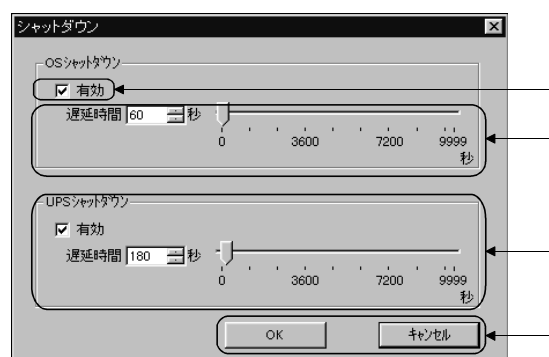 シャットダウン
OSシャットダウン
有効
遅延時間 60 秒
0 3600 7200 9999
秒
UPSシャットダウン
有効
遅延時間 180 秒
0 3600 7200 9999
秒
OK キャンセル